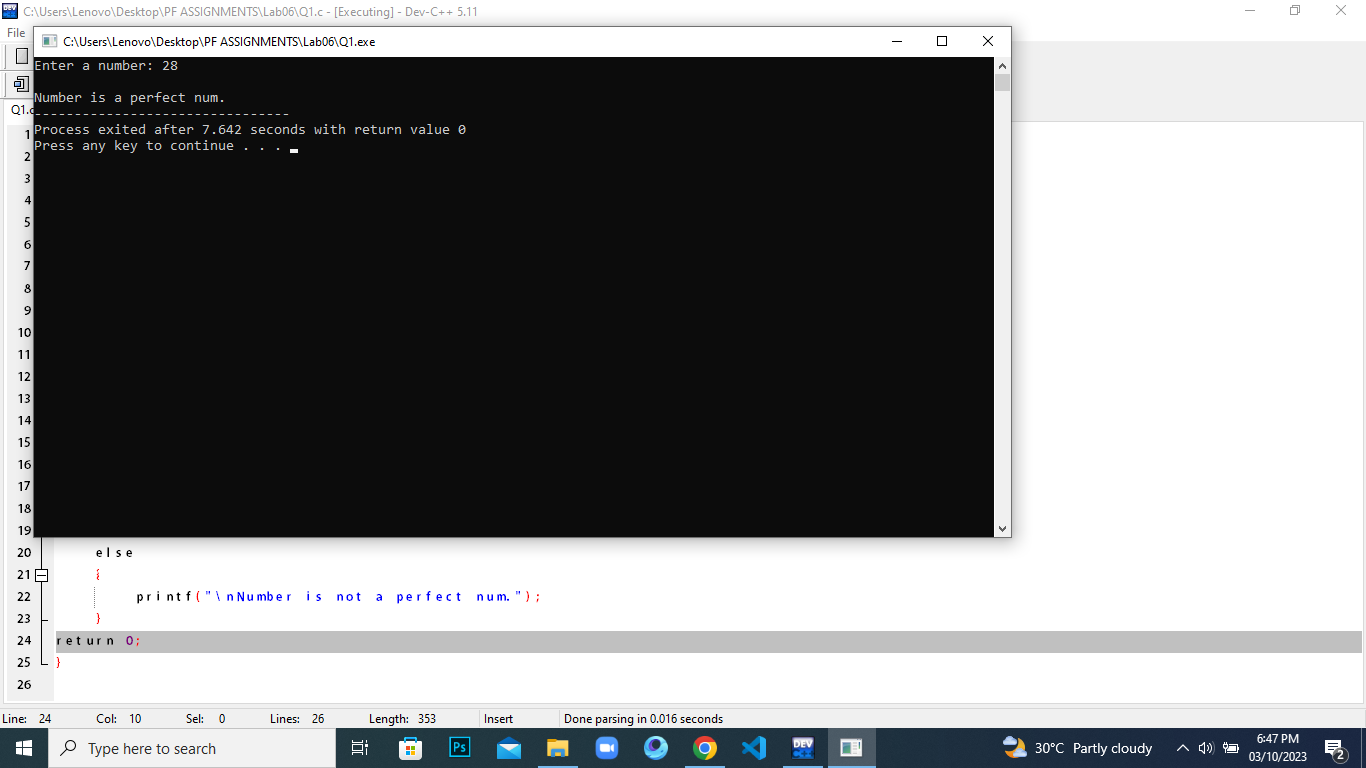 C:\Users\Lenovo\Desktop\PF ASSIGNMENTS\Lab06\Q1.c - [Executing] - Dev-C++ 5.11
File
C:\Users\Lenovo\Desktop\PF ASSIGNMENTS\Lab06\Q1.exe
Enter a number: 28
Number is a perfect num.
--------------------------------
Process exited after 7.642 seconds with return value 0
Press any key to continue . . .
Q1.c
1
2
3
4
5
6
7
8
9
10
11
12
13
14
15
16
17
18
19
20 else
21 {
22 printf("\nNumber is not a perfect num.");
23 }
24 return 0;
25 }
26
Line: 24 Col: 10 Sel: 0 Lines: 26 Length: 353 Insert Done parsing in 0.016 seconds
Type here to search
Ps
DEV
30°C Partly cloudy
6:47 PM
03/10/2023
2